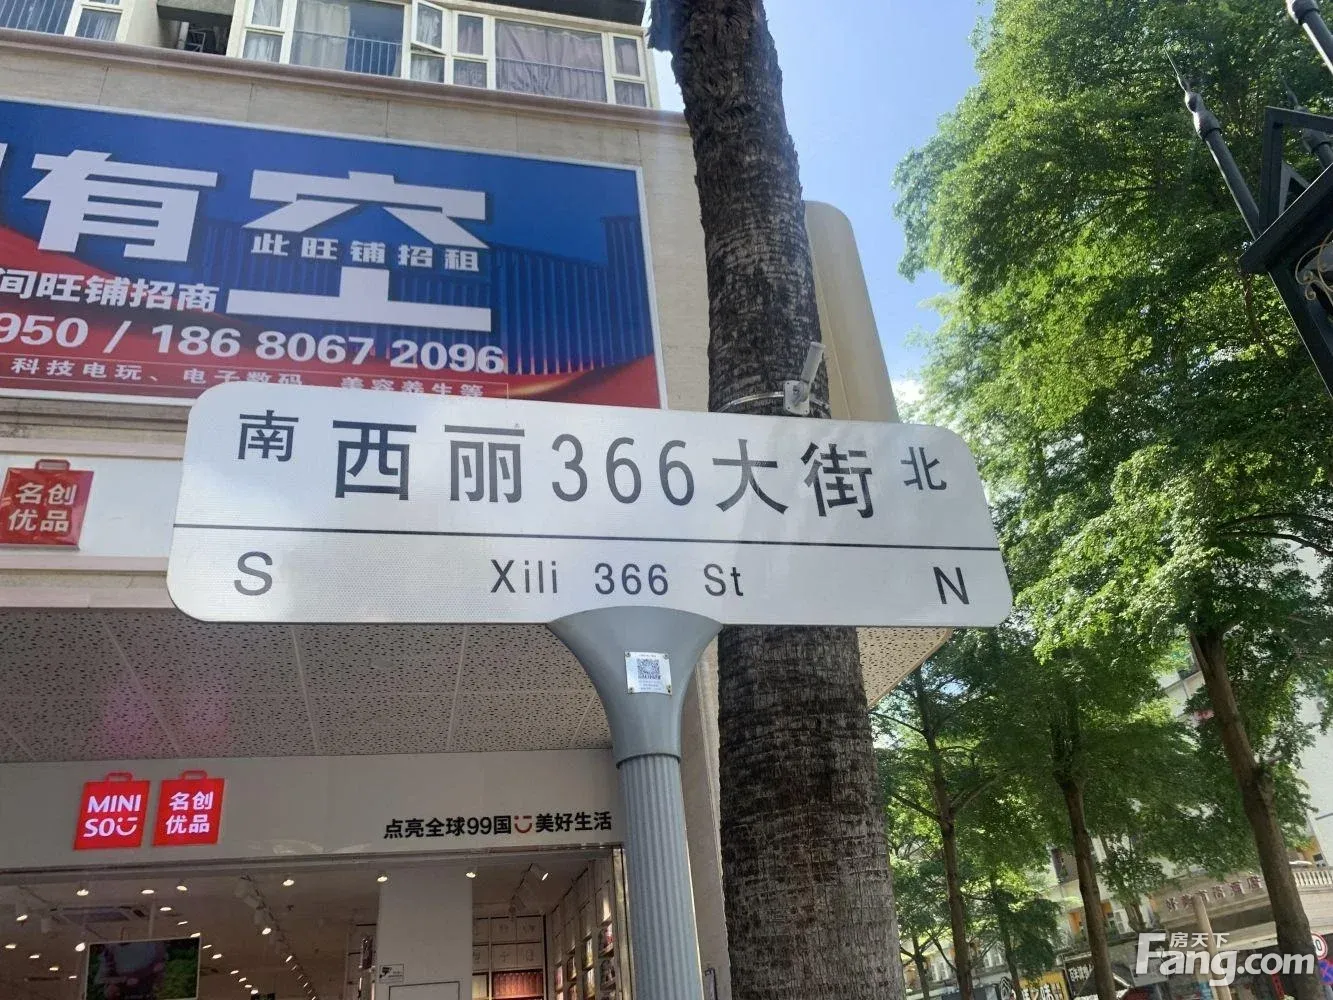 有空
此旺铺招租
间旺铺招商
950 / 186 8067 2096
科技电玩、电子数码、美容养生等
南 西丽366大街 北
S Xili 366 St N
名创
优品
MINI
SO
名创
优品
点亮全球99国美好生活
房天下
Fang.com